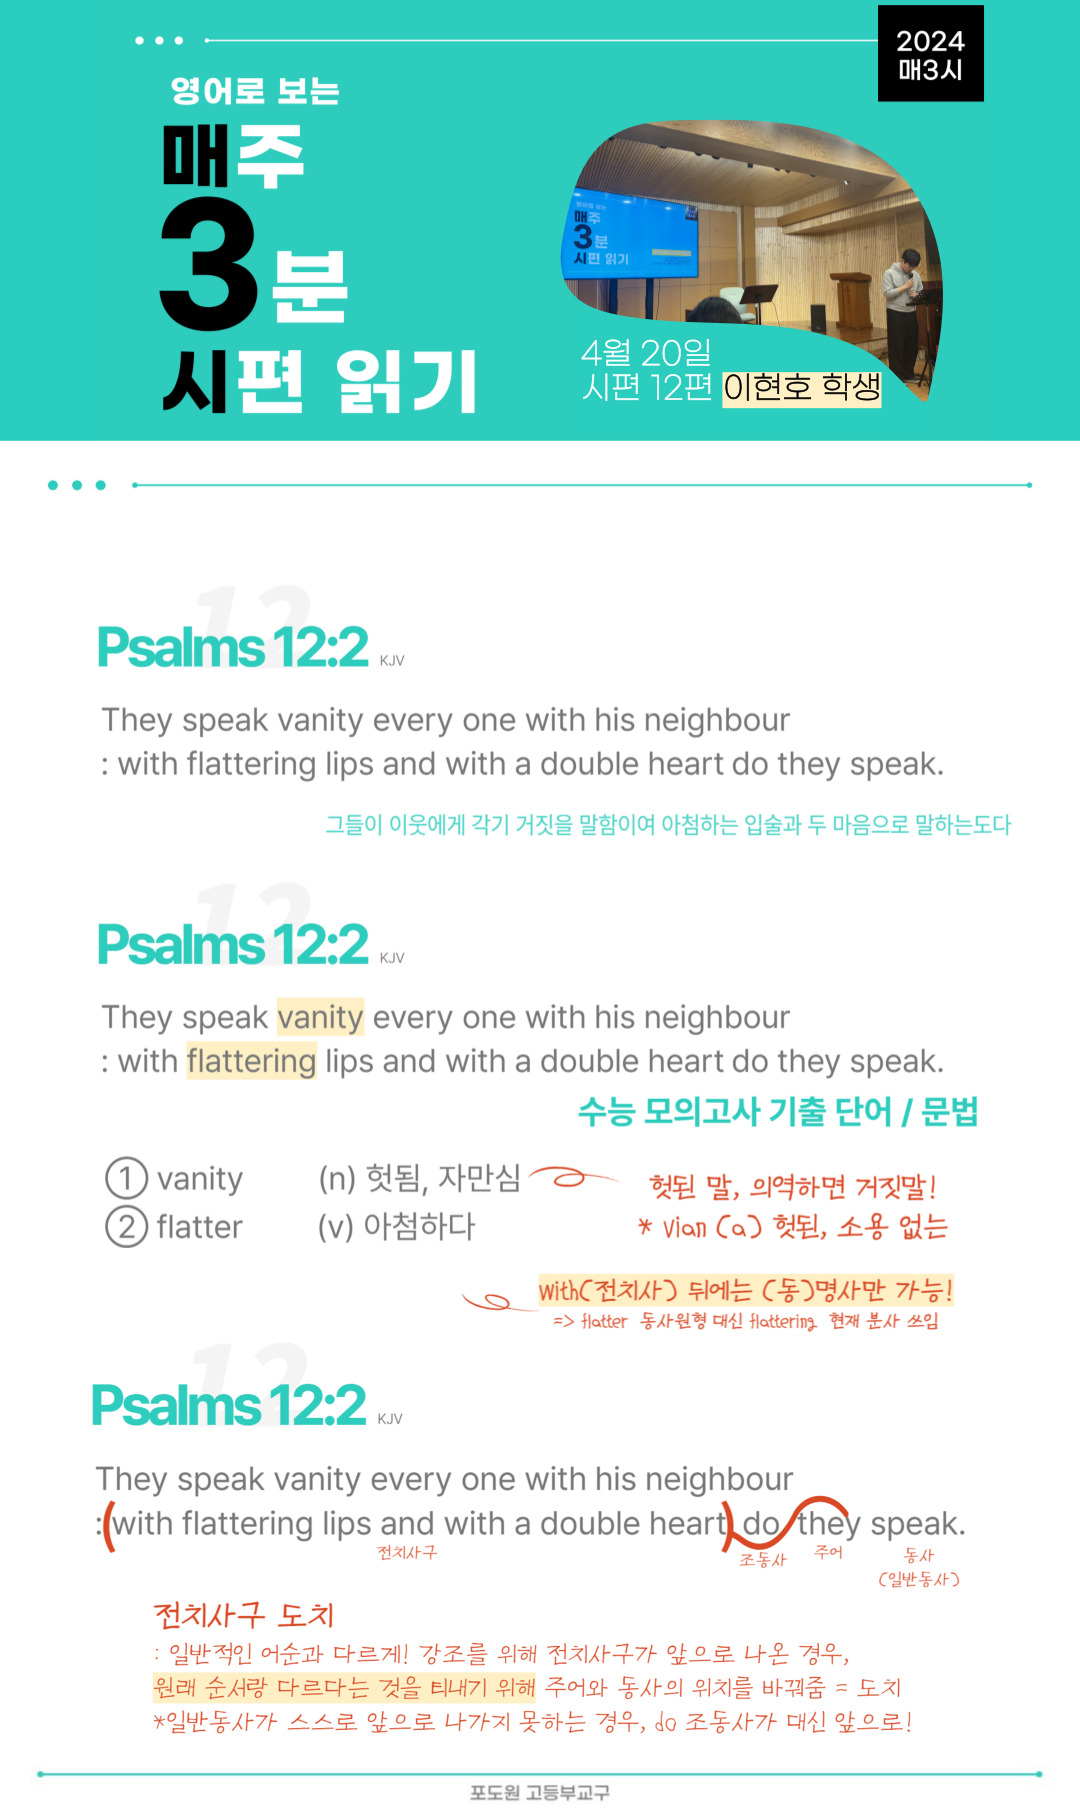 2024
매3시
영어로 보는
매주
3분
시편 읽기
영어로 보는
매주
3분
시편 읽기
4월 20일
시편 12편 이현호 학생
12
Psalms 12:2 KJV
They speak vanity every one with his neighbour
: with flattering lips and with a double heart do they speak.
그들이 이웃에게 각기 거짓을 말함이여 아첨하는 입술과 두 마음으로 말하는도다
12
Psalms 12:2 KJV
They speak vanity every one with his neighbour
: with flattering lips and with a double heart do they speak.
수능 모의고사 기출 단어 / 문법
① vanity (n) 헛됨, 자만심
헛된 말, 의역하면 거짓말!
② flatter (v) 아첨하다
* vian (a) 헛된, 소용 없는
with(전치사) 뒤에는 (동)명사만 가능!
=> flatter 동사원형 대신 flattering 현재 분사 쓰임
12
Psalms 12:2 KJV
They speak vanity every one with his neighbour
:(with flattering lips and with a double heart) do they speak.
전치사구 조동사 주어 동사
(일반동사)
전치사구 도치
: 일반적인 어순과 다르게! 강조를 위해 전치사구가 앞으로 나온 경우,
원래 순서랑 다르다는 것을 티내기 위해 주어와 동사의 위치를 바꿔줌 = 도치
*일반동사가 스스로 앞으로 나가지 못하는 경우, do 조동사가 대신 앞으로!
포도원 고등부교구